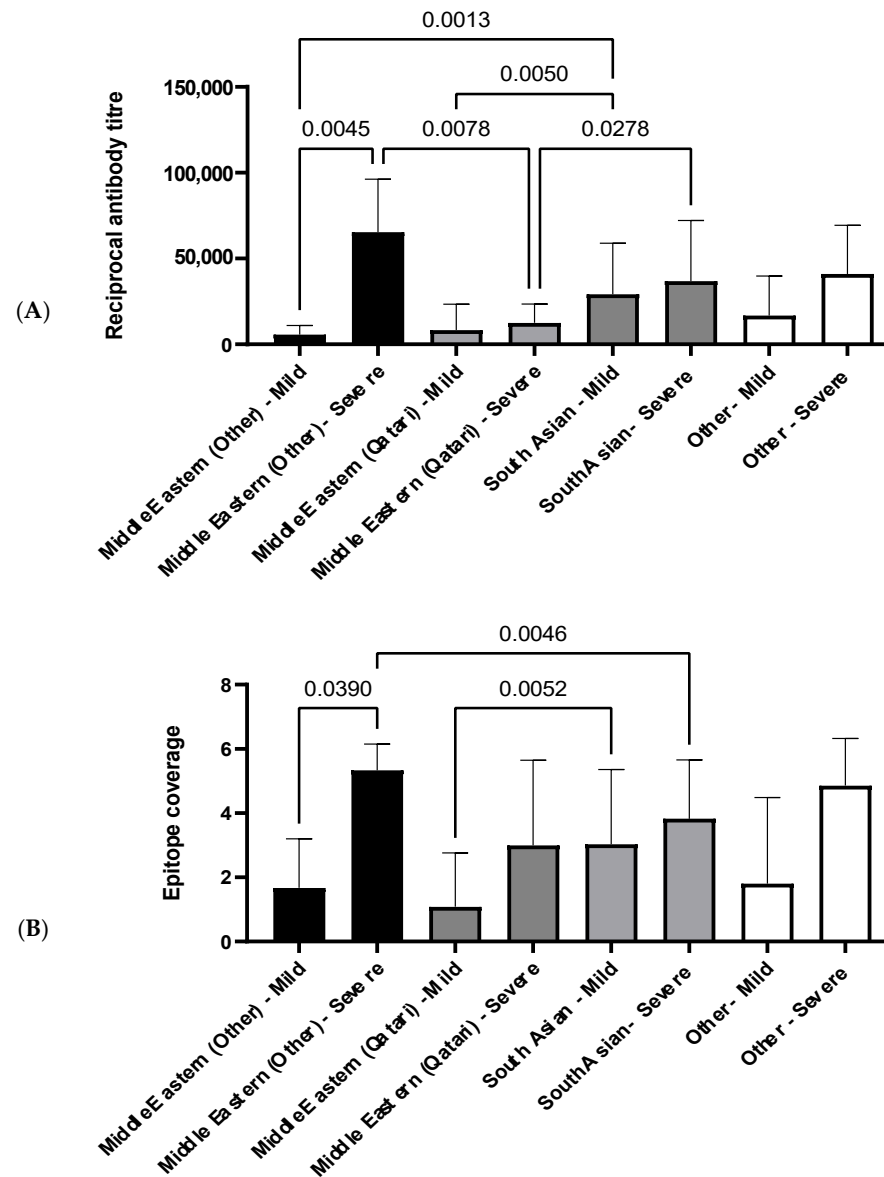 0.0013
0.0050
0.0045
0.0078
0.0278
150,000
100,000
50,000
0
Reciprocal antibody titre
(A)
Middle Eastern (Other) - Mild
Middle Eastern (Other) - Severe
Middle Eastern (Qatari) - Mild
Middle Eastern (Qatari) - Severe
South Asian - Mild
South Asian - Severe
Other - Mild
Other - Severe
0.0046
0.0390
0.0052
8
6
4
2
0
Epitope coverage
(B)
Middle Eastern (Other) - Mild
Middle Eastern (Other) - Severe
Middle Eastern (Qatari) - Mild
Middle Eastern (Qatari) - Severe
South Asian - Mild
South Asian - Severe
Other - Mild
Other - Severe